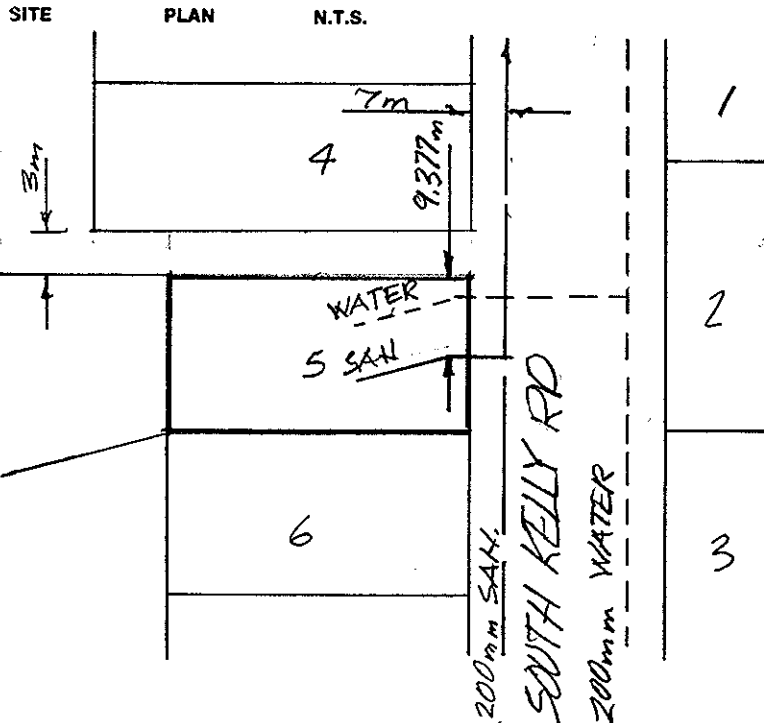 SITE PLAN N.T.S.
1
7m
4
3m
9.377m
WATER
2
5 SAN
6
3
200mm SAN.
SOUTH KELLY RD
200mm WATER